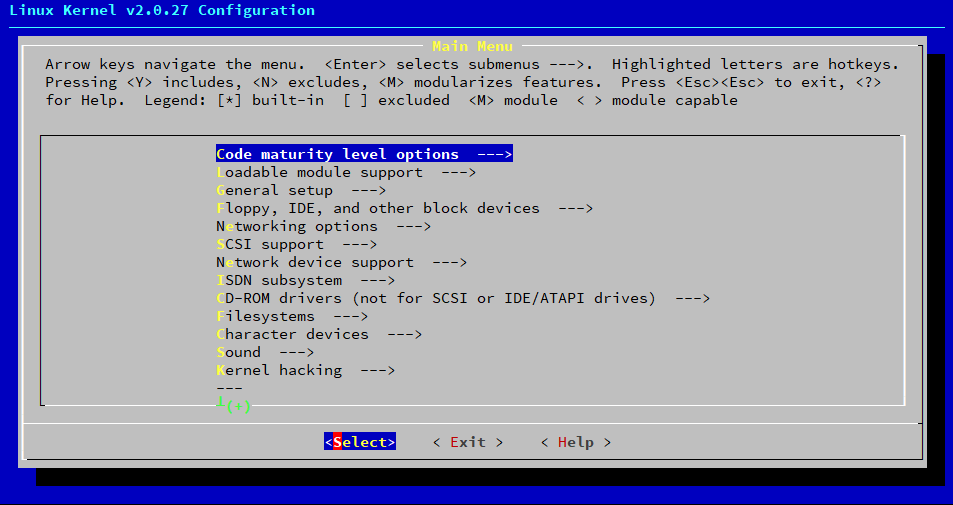 Linux Kernel v2.0.27 Configuration
Main Menu
Arrow keys navigate the menu.  <Enter> selects submenus --->.  Highlighted letters are hotkeys.
Pressing <Y> includes, <N> excludes, <M> modularizes features.  Press <Esc><Esc> to exit, <?>
for Help.  Legend: [*] built-in  [ ] excluded  <M> module  < > module capable
Code maturity level options  --->
Loadable module support  --->
General setup  --->
Floppy, IDE, and other block devices  --->
Networking options  --->
SCSI support  --->
Network device support  --->
ISDN subsystem  --->
CD-ROM drivers (not for SCSI or IDE/ATAPI drives)  --->
Filesystems  --->
Character devices  --->
Sound  --->
Kernel hacking  --->
---
(+)
<Select>    < Exit >    < Help >